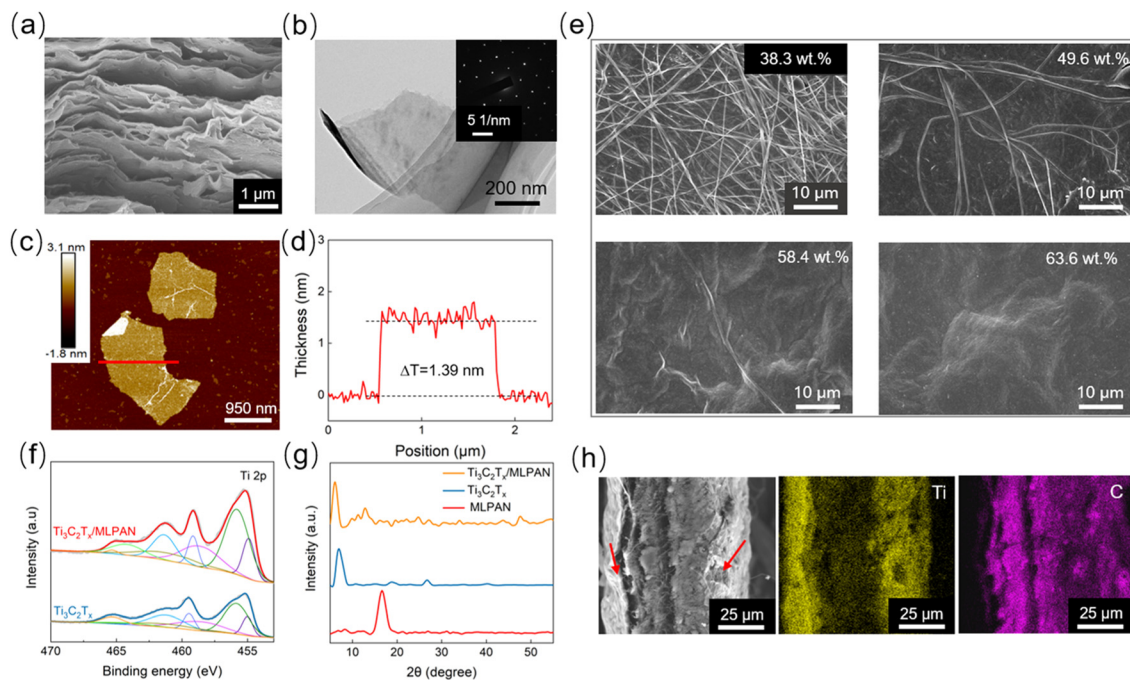 (a)
1 µm
(b)
5 1/nm
200 nm
(e)
38.3 wt.%
10 µm
49.6 wt.%
10 µm
58.4 wt.%
10 µm
63.6 wt.%
10 µm
(c)
3.1 nm
-1.8 nm
950 nm
(d)
Thickness (nm)
3
2
1
0
ΔT=1.39 nm
0
1
2
Position (µm)
(f)
Intensity (a.u)
Ti 2p
Ti₃C₂Tₓ/MLPAN
Ti₃C₂Tₓ
470
465
460
455
Binding energy (eV)
(g)
Intensity (a.u.)
Ti₃C₂Tₓ/MLPAN
Ti₃C₂Tₓ
MLPAN
10
20
30
40
50
2θ (degree)
(h)
25 µm
Ti
25 µm
C
25 µm